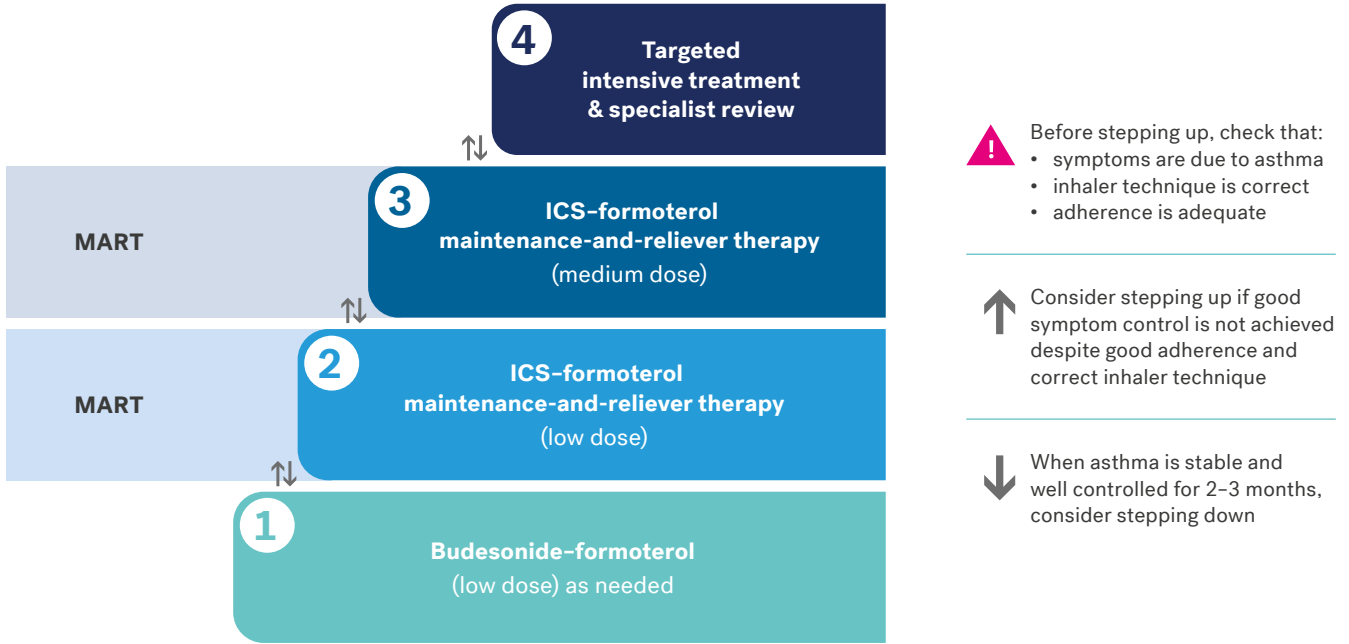 4
Targeted
intensive treatment
& specialist review
MART
3
ICS–formoterol
maintenance-and-reliever therapy
(medium dose)
MART
2
ICS–formoterol
maintenance-and-reliever therapy
(low dose)
1
Budesonide–formoterol
(low dose) as needed
!
Before stepping up, check that:
• symptoms are due to asthma
• inhaler technique is correct
• adherence is adequate
Consider stepping up if good
symptom control is not achieved
despite good adherence and
correct inhaler technique
When asthma is stable and
well controlled for 2–3 months,
consider stepping down